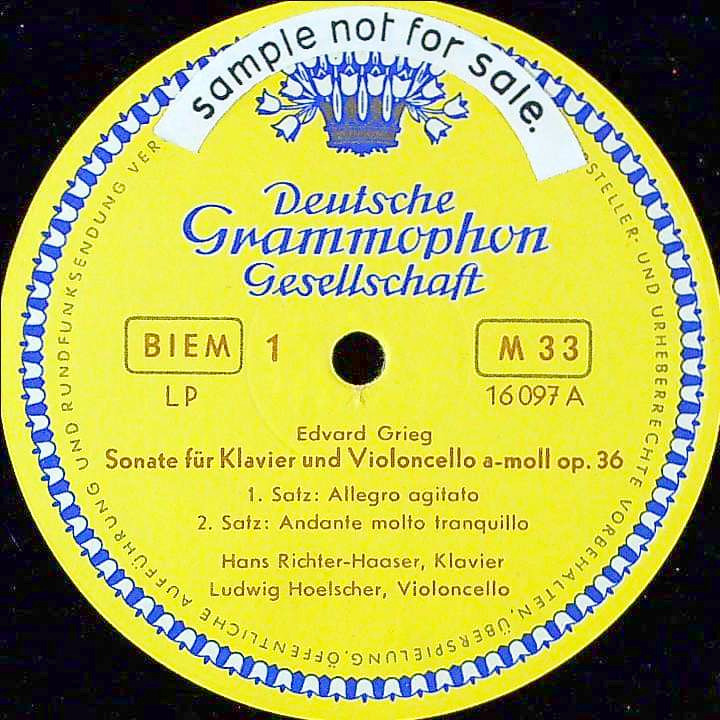 sample not for sale.
Deutsche
Grammophon
Gesellschaft
BIEM 1 M 33
LP 16 097 A
Edvard Grieg
Sonate für Klavier und Violoncello a-moll op. 36
1. Satz: Allegro agitato
2. Satz: Andante molto tranquillo
Hans Richter-Haaser, Klavier
Ludwig Hoelscher, Violoncello
UND URHEBERRECHTE VORBEHALTEN, ÜBERSPIELUNG, ÖFFENTLICHE AUFFÜHRUNG UND RUNDFUNKSENDUNG